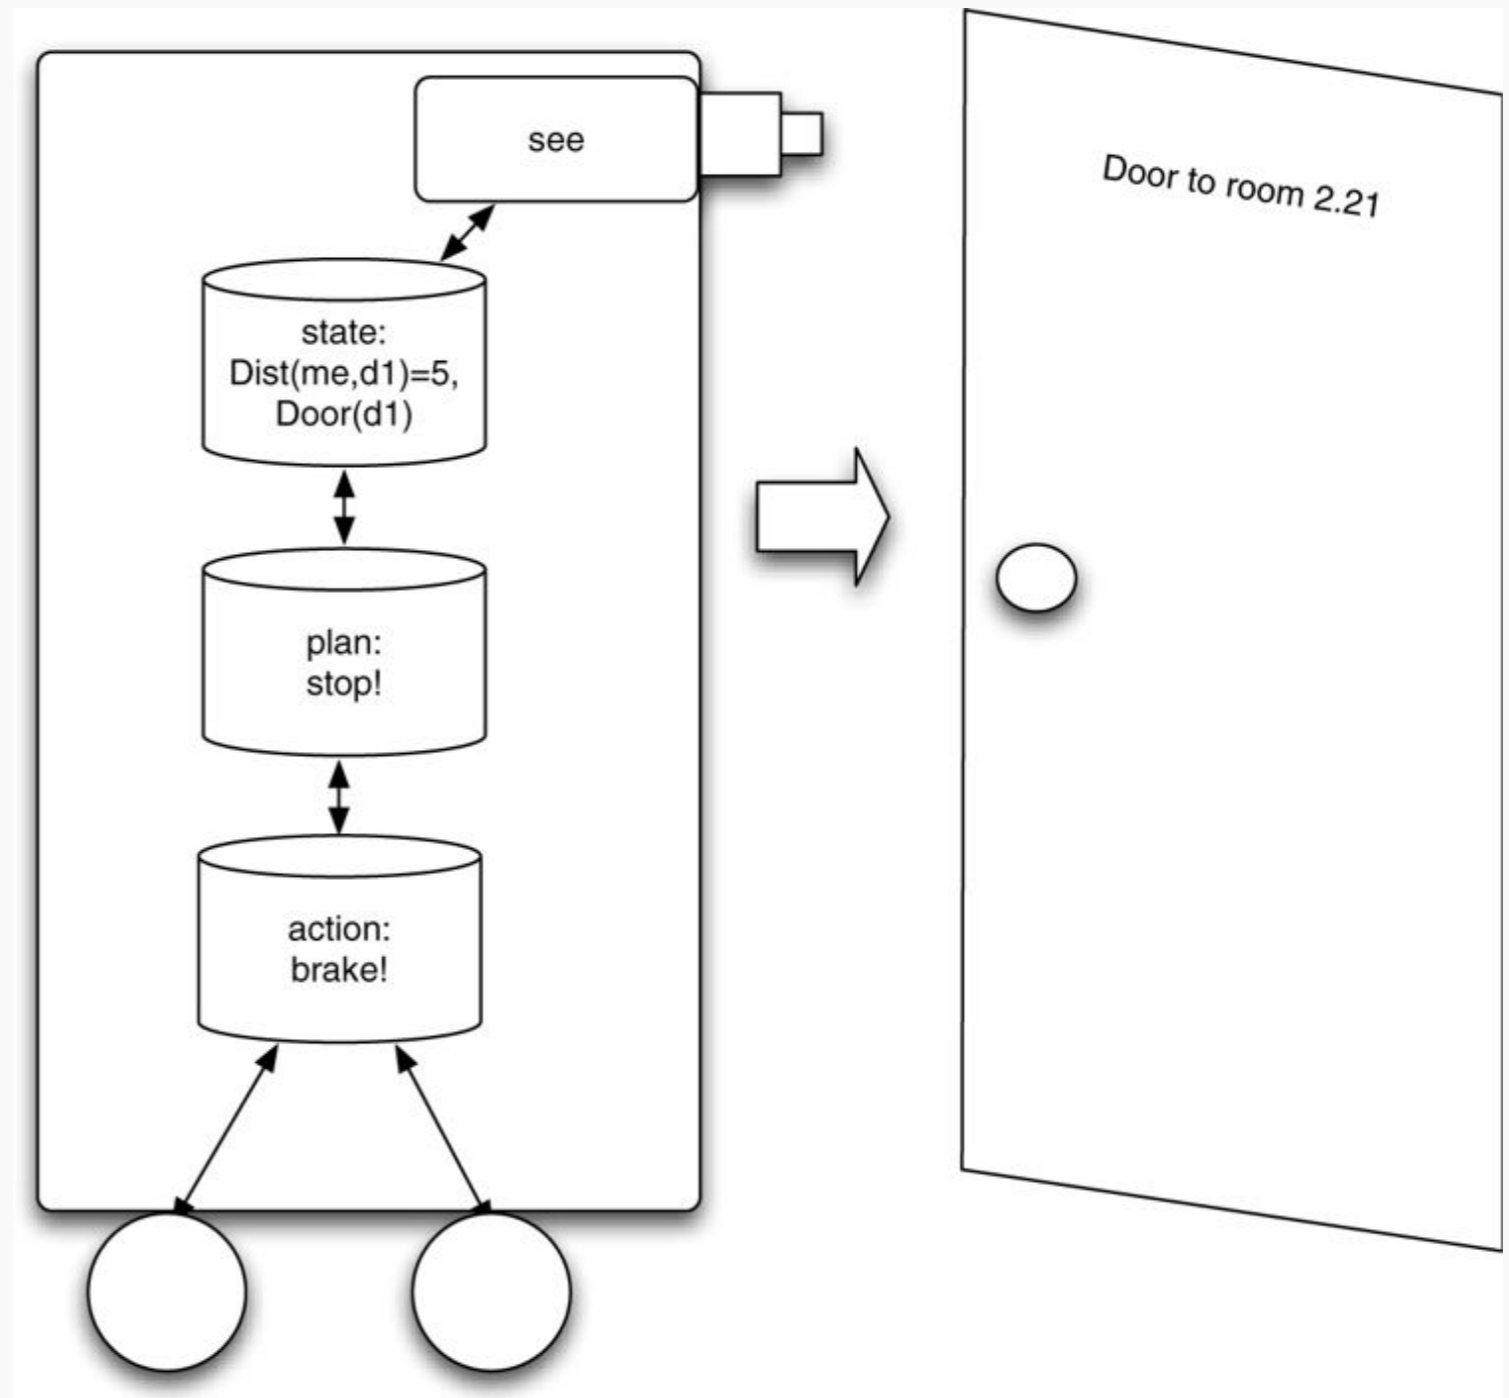 see
state:
Dist(me,d1)=5,
Door(d1)
plan:
stop!
action:
brake!
Door to room 2.21